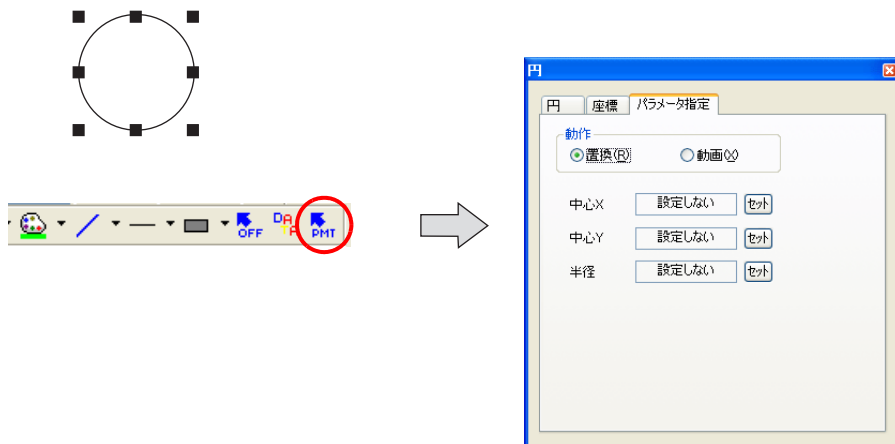 OFF
DATA
PMT
円
円
座標
パラメータ指定
動作
置換(R)
動画(X)
中心X
設定しない
セット
中心Y
設定しない
セット
半径
設定しない
セット